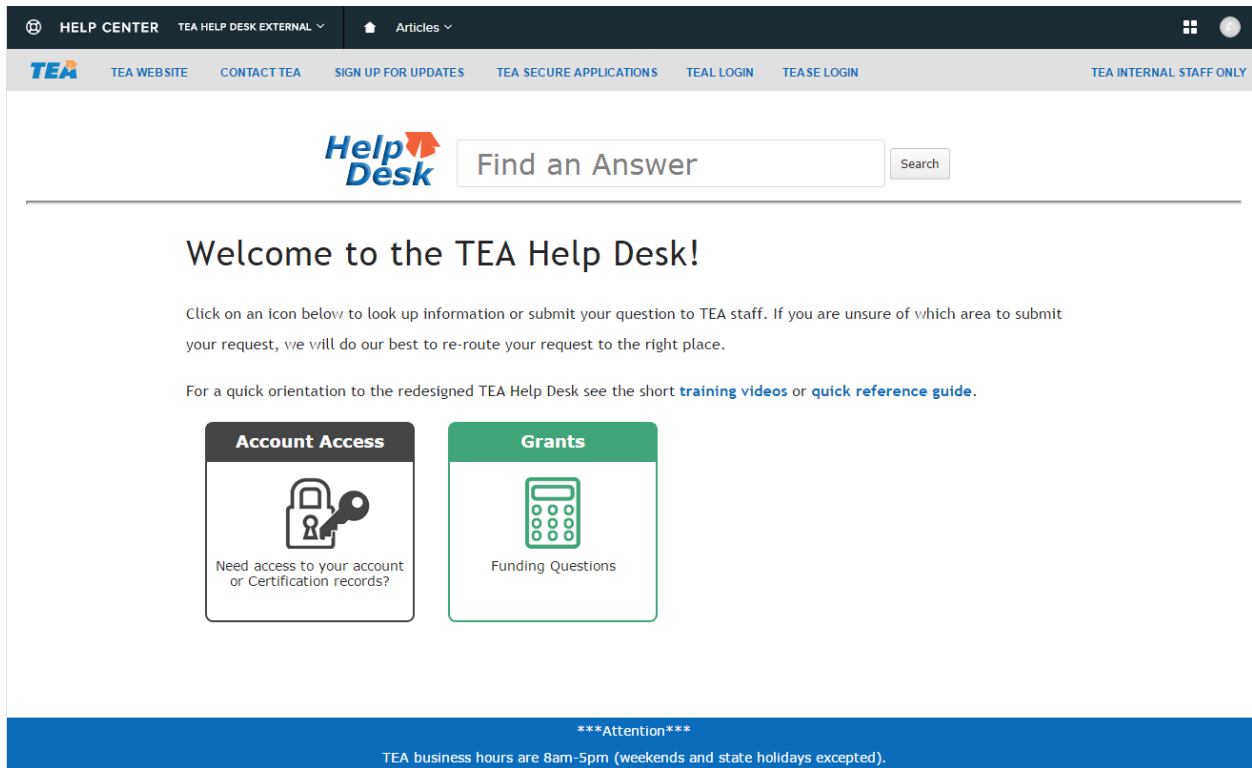 HELP CENTER TEA HELP DESK EXTERNAL Articles
TEA TEA WEBSITE CONTACT TEA SIGN UP FOR UPDATES TEA SECURE APPLICATIONS TEAL LOGIN TEASE LOGIN TEA INTERNAL STAFF ONLY
Help
Desk
Find an Answer
Search
Welcome to the TEA Help Desk!
Click on an icon below to look up information or submit your question to TEA staff. If you are unsure of which area to submit
your request, we will do our best to re-route your request to the right place.
For a quick orientation to the redesigned TEA Help Desk see the short training videos or quick reference guide.
Account Access
Need access to your account
or Certification records?
Grants
Funding Questions
***Attention***
TEA business hours are 8am-5pm (weekends and state holidays excepted).